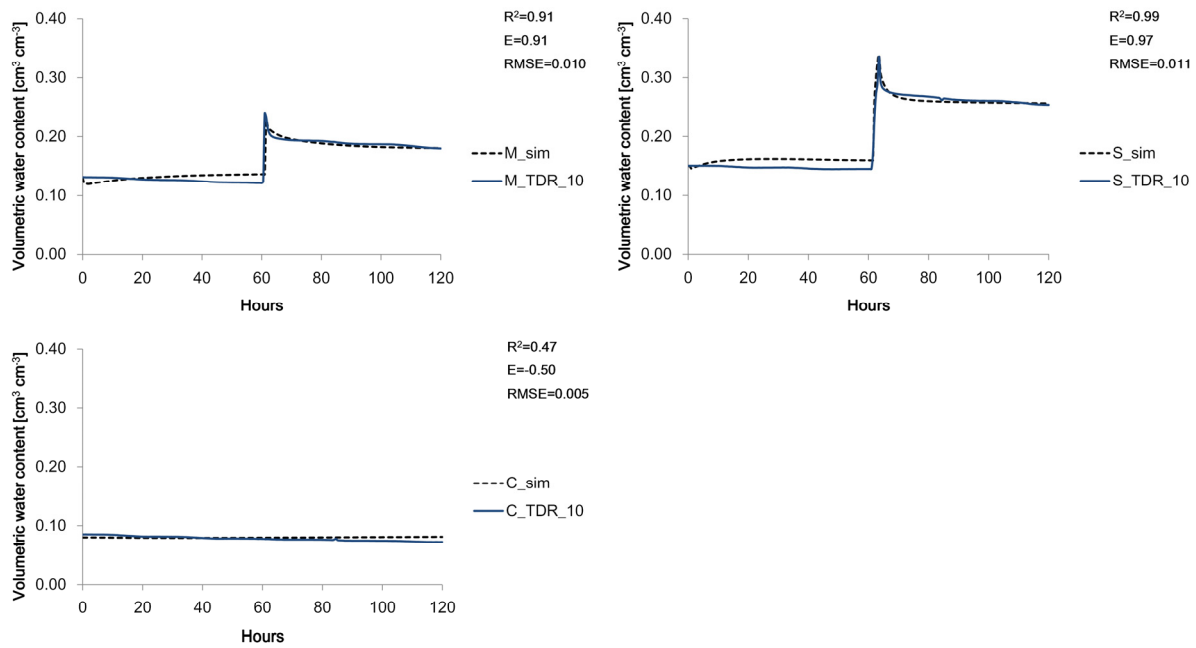 Volumetric water content [cm³ cm⁻³]
0.40
0.30
0.20
0.10
0.00
0 20 40 60 80 100 120
Hours
R²=0.91
E=0.91
RMSE=0.010
M_sim
M_TDR_10
Volumetric water content [cm³ cm⁻³]
0.40
0.30
0.20
0.10
0.00
0 20 40 60 80 100 120
Hours
R²=0.99
E=0.97
RMSE=0.011
S_sim
S_TDR_10
Volumetric water content [cm³ cm⁻³]
0.40
0.30
0.20
0.10
0.00
0 20 40 60 80 100 120
Hours
R²=0.47
E=-0.50
RMSE=0.005
C_sim
C_TDR_10